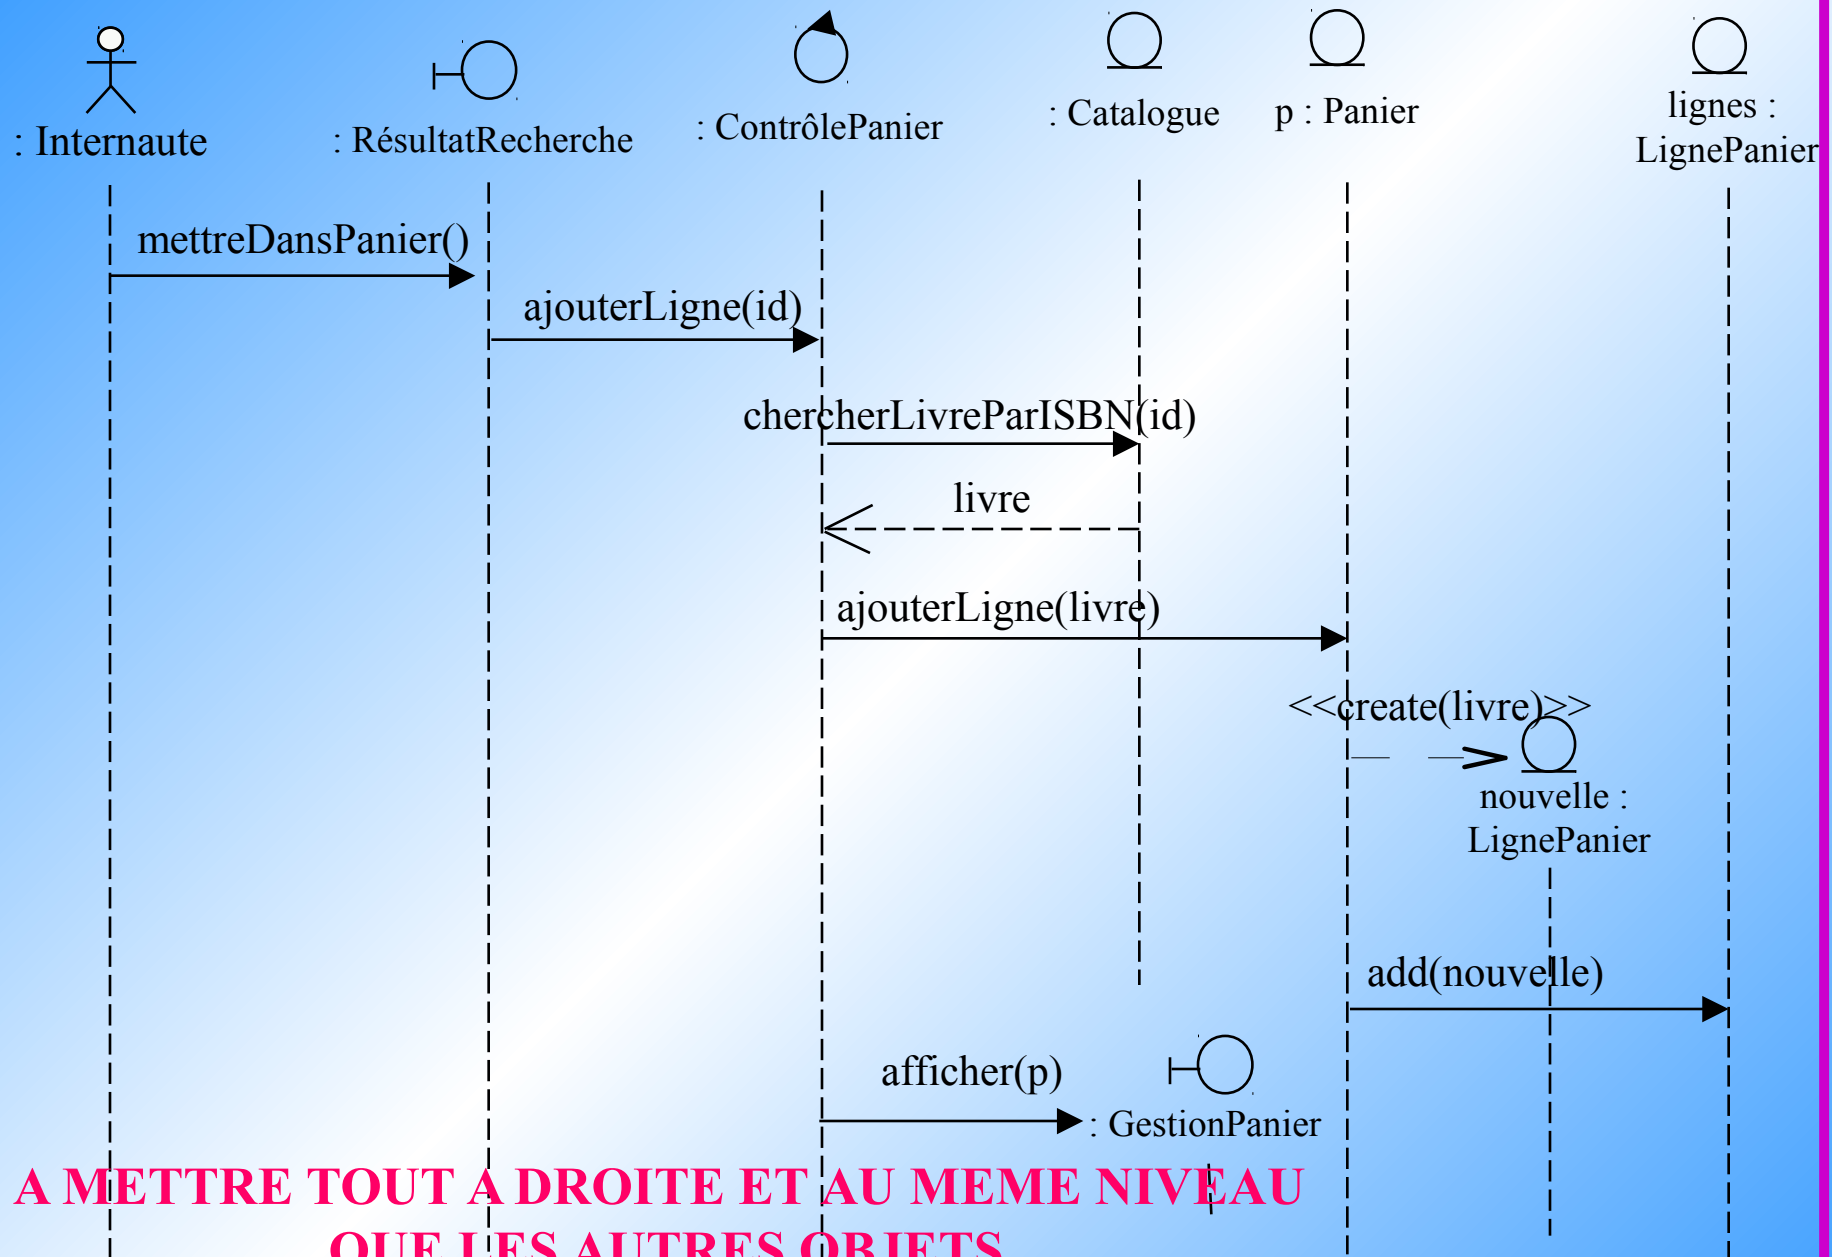 : Internaute
: RésultatRecherche
: ContrôlePanier
: Catalogue
p : Panier
lignes :
LignePanier
mettreDansPanier()
ajouterLigne(id)
chercherLivreParISBN(id)
livre
ajouterLigne(livre)
<<create(livre)>>
nouvelle :
LignePanier
add(nouvelle)
afficher(p)
: GestionPanier
A METTRE TOUT A DROITE ET AU MEME NIVEAU
QUE LES AUTRES OBJETS